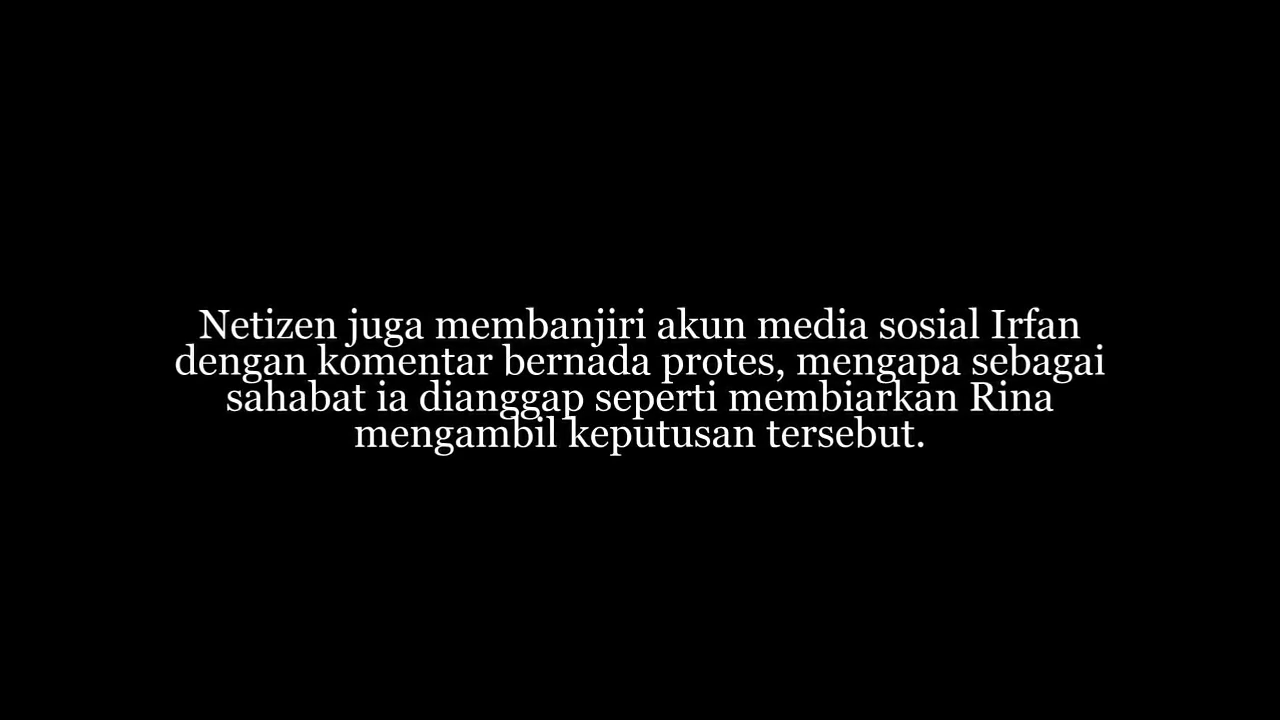 Netizen juga membanjiri akun media sosial Irfan
dengan komentar bernada protes, mengapa sebagai
sahabat ia dianggap seperti membiarkan Rina
mengambil keputusan tersebut.